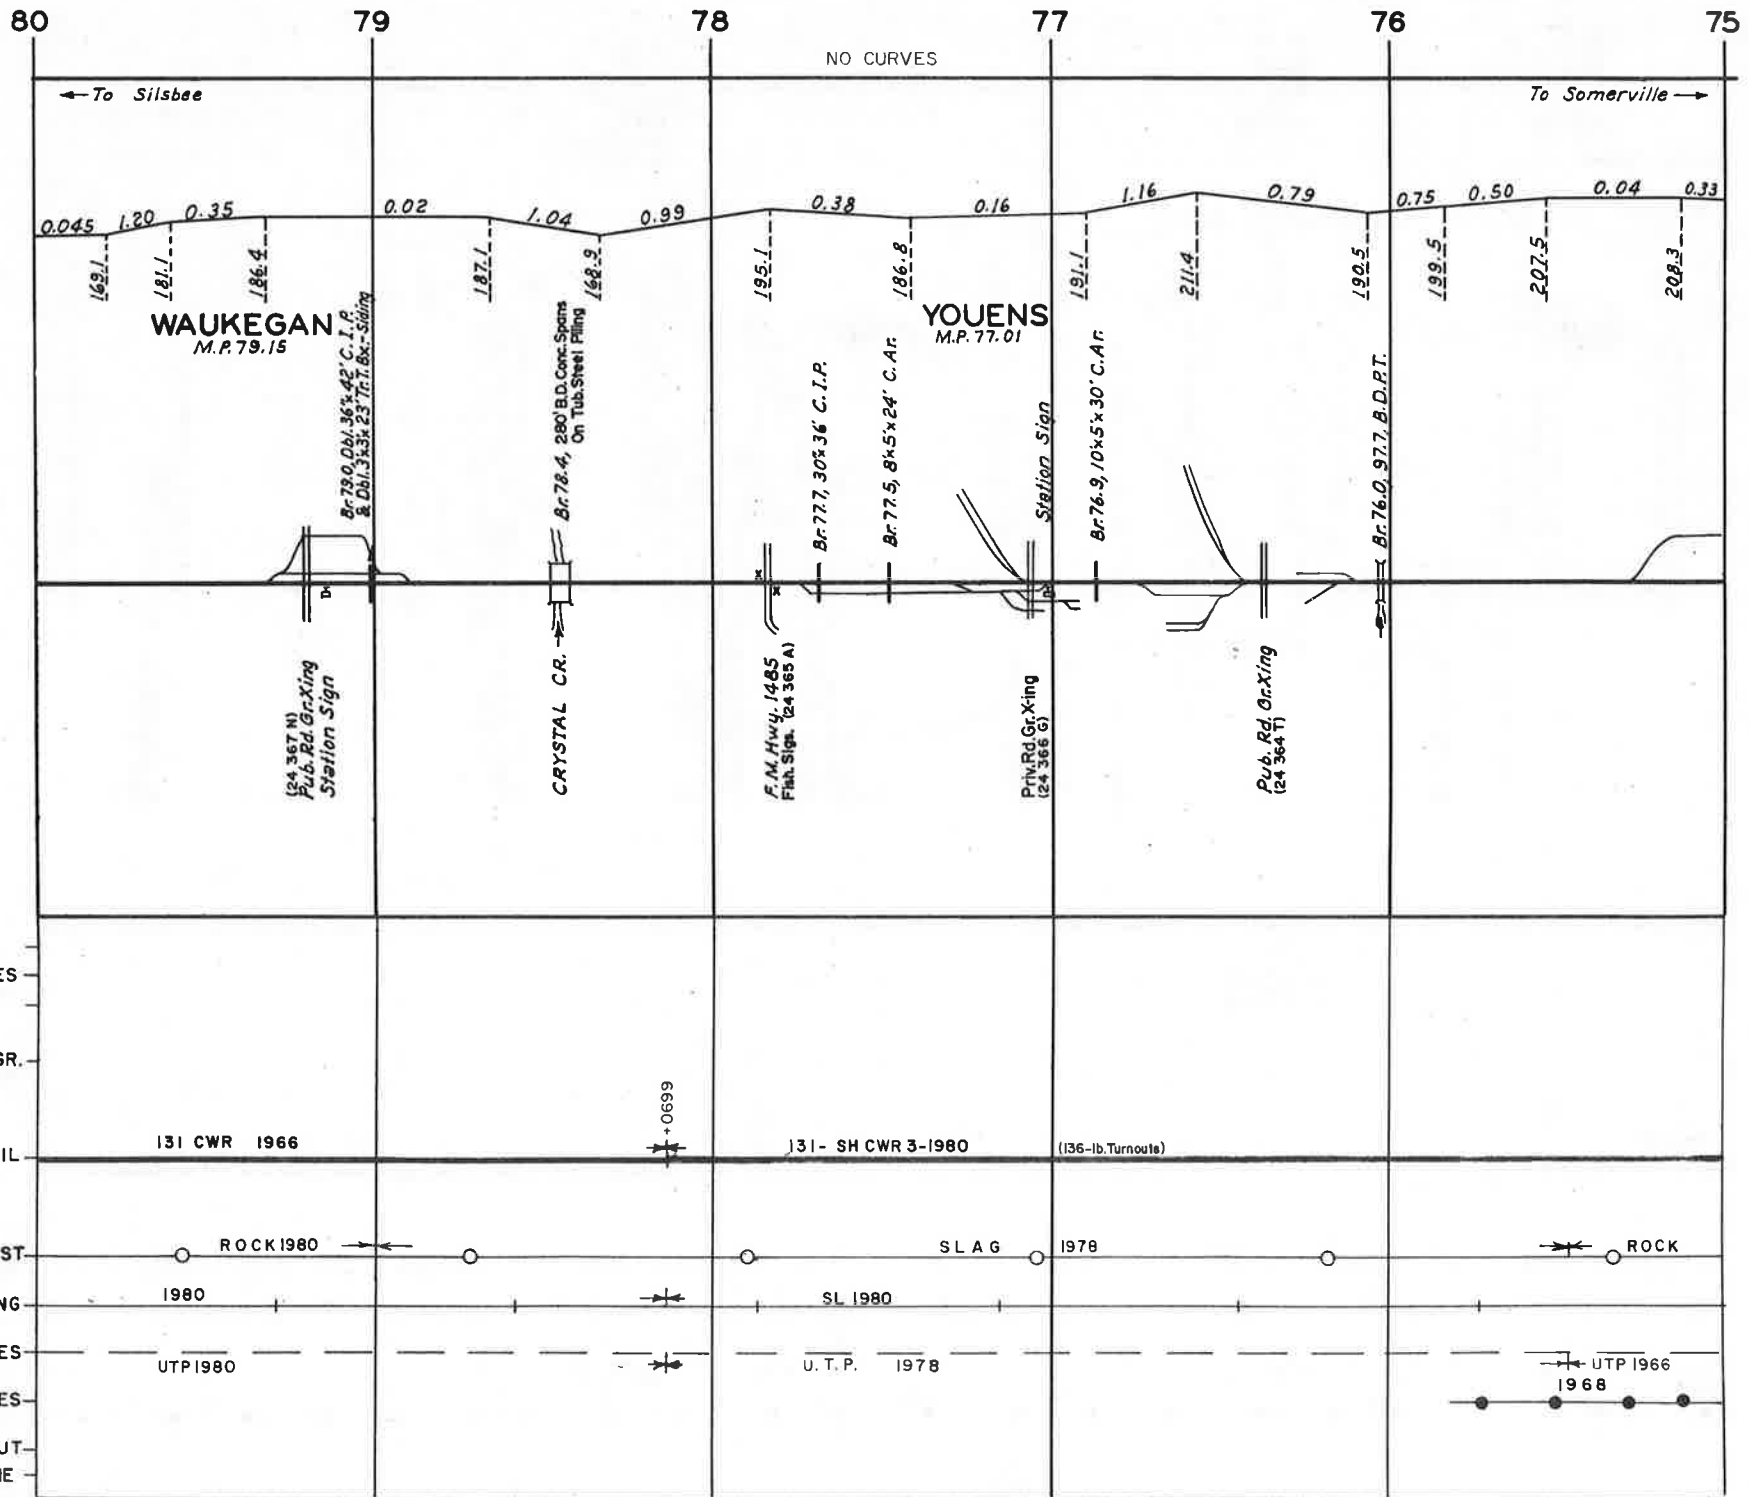 80 79 78 77 76 75
NO CURVES
←To Silsbee
To Somerville→
0.045 1.20 0.35 0.02 1.04 0.99 0.38 0.16 1.16 0.79 0.75 0.50 0.04 0.33
169.1 181.1 186.4 187.1 168.9 195.1 186.8 191.1 211.4 190.5 199.5 207.5 208.3
WAUKEGAN
M.P. 79.15
YOUENS
M.P. 77.01
Br. 79.0, Dbl. 36"x 42' C.I.P.
& Dbl. 3'x3'x 23' Tr.T. Bx.-Siding
Br. 78.4, 280' B.D. Conc. Spans
On Tub. Steel Piling
Br. 77.7, 30"x 36' C.I.P.
Br. 77.5, 8'x5'x24' C.Ar.
Station Sign
Br. 76.9, 10'x5'x30' C.Ar.
Br. 76.0, 97.7, B.D.P.T.
(24 367 N)
Pub. Rd. Gr. Xing
Station Sign
CRYSTAL CR. →
F.M. Hwy. 1485
Flsh. Sigs. (24 365 A)
Priv. Rd. Gr. X-ing
(24 366 G)
Pub. Rd. Gr. Xing
(24 364 T)
ES
GR.
+0699
IL
131 CWR 1966
131- SH CWR 3-1980
(136-lb. Turnouts)
ST
ROCK 1980
SLAG 1978
ROCK
NG
1980
SL 1980
ES
UTP 1980
U.T.P. 1978
UTP 1966
ES
1968
UT
IE